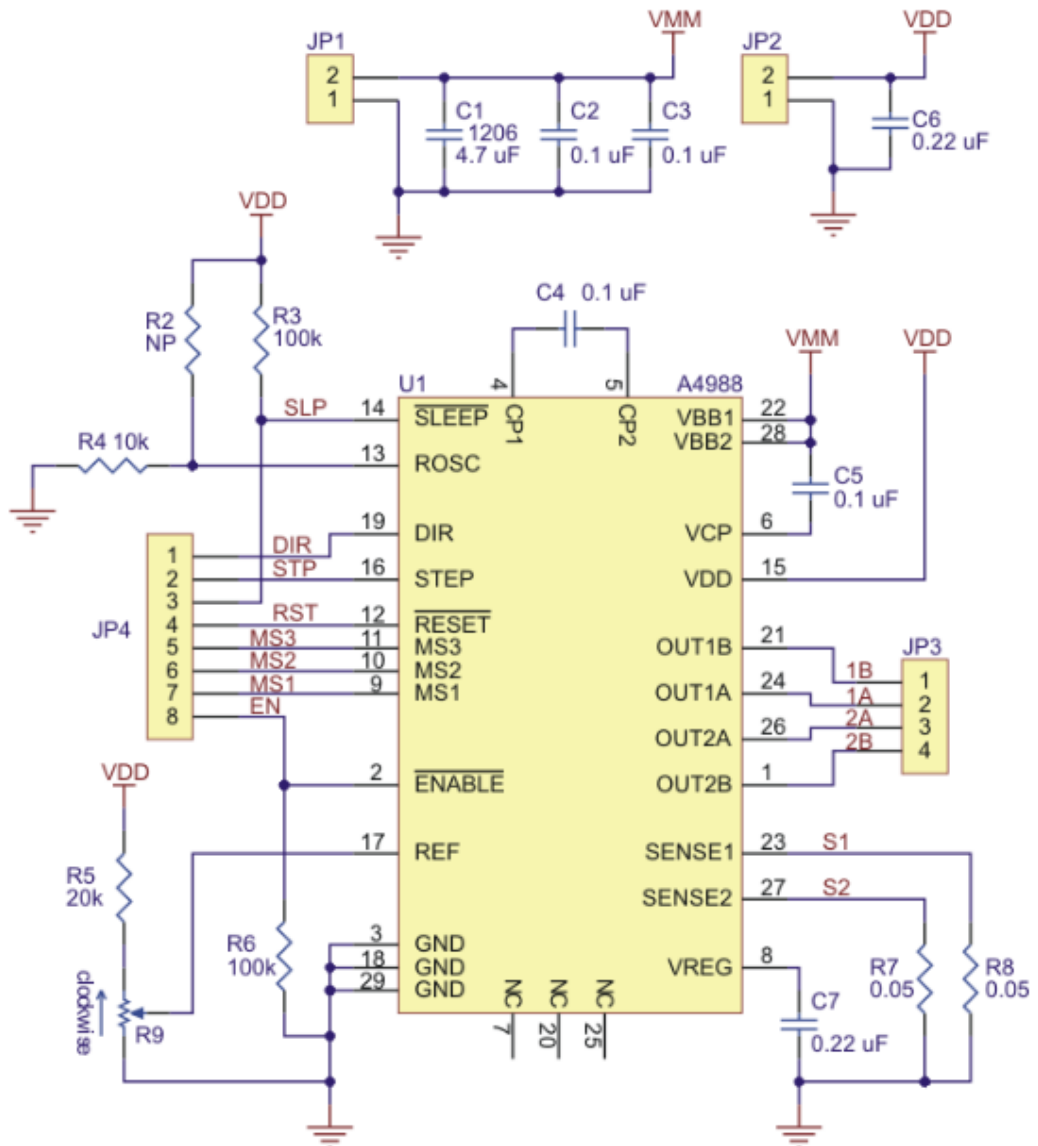 VMM
VDD
JP1
JP2
2
1
C1
1206
4.7 uF
C2
0.1 uF
C3
0.1 uF
2
1
C6
0.22 uF
VDD
R2
NP
R3
100k
C4 0.1 uF
VMM
VDD
U1
A4988
4
CP1
5
CP2
SLP
14
SLEEP
R4 10k
13
ROSC
DIR
19
DIR
STP
16
STEP
RST
12
RESET
MS3
11
MS3
MS2
10
MS2
MS1
9
MS1
EN
JP4
1
2
3
4
5
6
7
8
2
ENABLE
17
REF
3
GND
18
GND
29
GND
VDD
R5
20k
clockwise
R9
R6
100k
NC
7
NC
20
NC
25
VBB1
22
VBB2
28
C5
0.1 uF
VCP
6
VDD
15
OUT1B
21
OUT1A
24
OUT2A
26
OUT2B
1
1B
1A
2A
2B
JP3
1
2
3
4
SENSE1
23
S1
SENSE2
27
S2
VREG
8
C7
0.22 uF
R7
0.05
R8
0.05